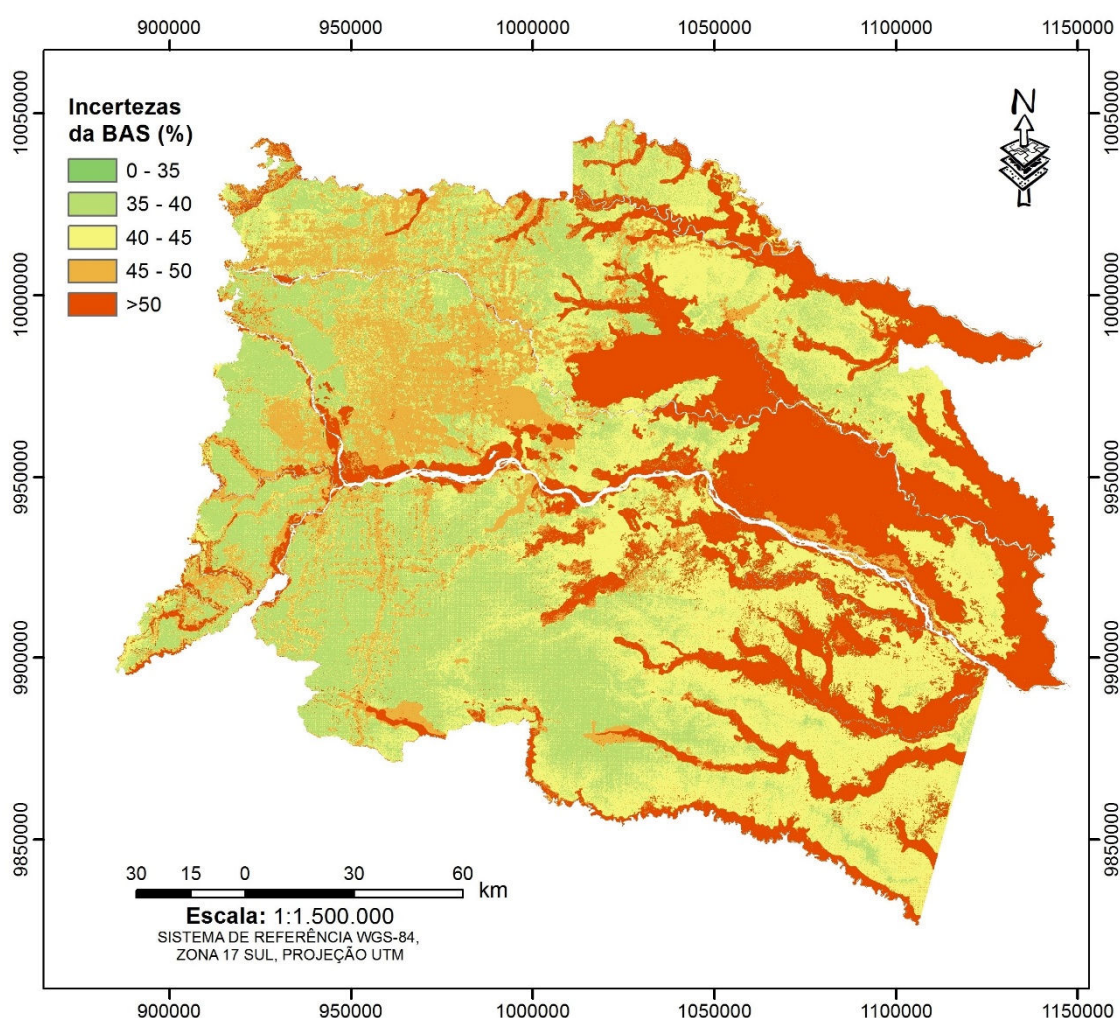 900000 950000 1000000 1050000 1100000 1150000
10050000 10050000
10000000 10000000
9950000 9950000
9900000 9900000
9850000 9850000
N
Incertezas
da BAS (%)
0 - 35
35 - 40
40 - 45
45 - 50
>50
30 15 0 30 60
km
Escala: 1:1.500.000
SISTEMA DE REFERÊNCIA WGS-84,
ZONA 17 SUL, PROJEÇÃO UTM
900000 950000 1000000 1050000 1100000 1150000